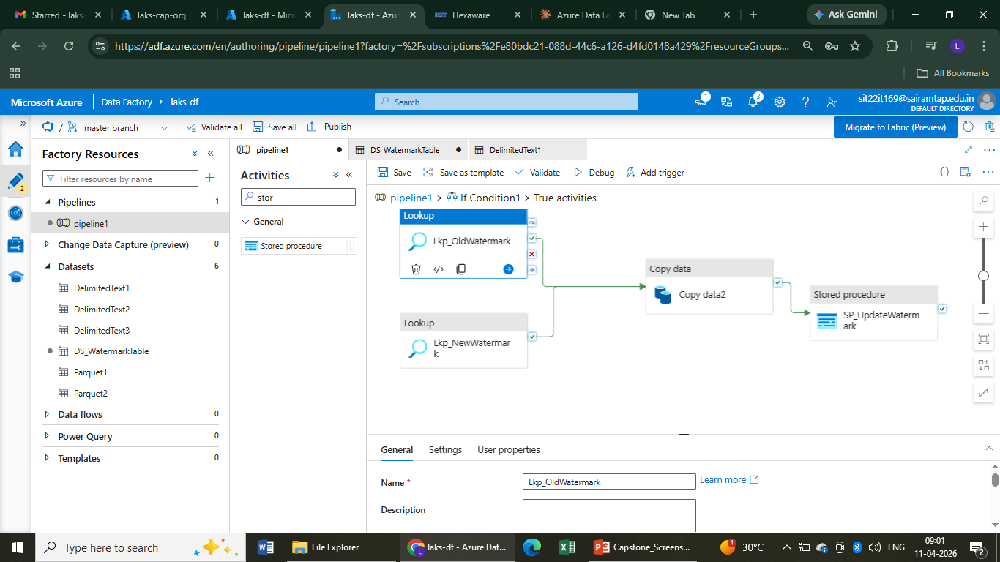 Starred - laks2
laks-cap-org (
laks-df - Micr
laks-df - Azur
Hexaware
Azure Data Fa
New Tab
Ask Gemini
https://adf.azure.com/en/authoring/pipeline/pipeline1?factory=%2Fsubscriptions%2Fe80bdc21-088d-44c6-a126-d4fd0148a429%2FresourceGroups...
L
All Bookmarks
Microsoft Azure
Data Factory
laks-df
Search
1
3
sit22it169@sairamtap.edu.in
DEFAULT DIRECTORY
/
master branch
Validate all
Save all
Publish
Migrate to Fabric (Preview)
2
Factory Resources
Filter resources by name
Pipelines 1
pipeline1
Change Data Capture (preview) 0
Datasets 6
DelimitedText1
DelimitedText2
DelimitedText3
DS_WatermarkTable
Parquet1
Parquet2
Data flows 0
Power Query 0
Templates 0
pipeline1
DS_WatermarkTable
DelimitedText1
Activities
stor
General
Stored procedure
Save
Save as template
Validate
Debug
Add trigger
pipeline1 > If Condition1 > True activities
Lookup
Lkp_OldWatermark
Lookup
Lkp_NewWatermar
k
Copy data
Copy data2
Stored procedure
SP_UpdateWaterm
ark
General
Settings
User properties
Name *
Lkp_OldWatermark
Learn more
Description
Type here to search
File Explorer
laks-df - Azure Dat...
Capstone_Screens...
1
30°C
ENG
09:01
11-04-2026
2